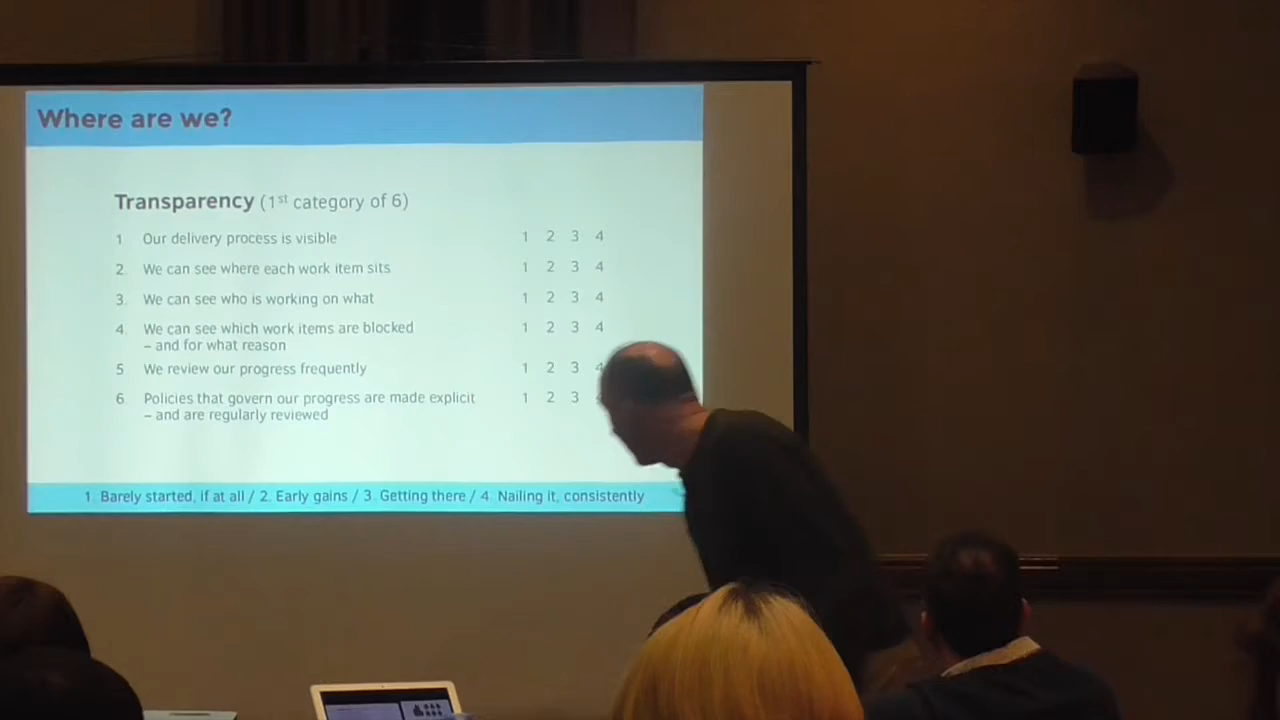 Where are we?
Transparency (1st category of 6)
1 Our delivery process is visible 1 2 3 4
2. We can see where each work item sits 1 2 3 4
3. We can see who is working on what 1 2 3 4
4. We can see which work items are blocked 1 2 3 4
– and for what reason
5 We review our progress frequently 1 2 3 4
6. Policies that govern our progress are made explicit 1 2 3
– and are regularly reviewed
1. Barely started, if at all / 2. Early gains / 3. Getting there / 4. Nailing it, consistently